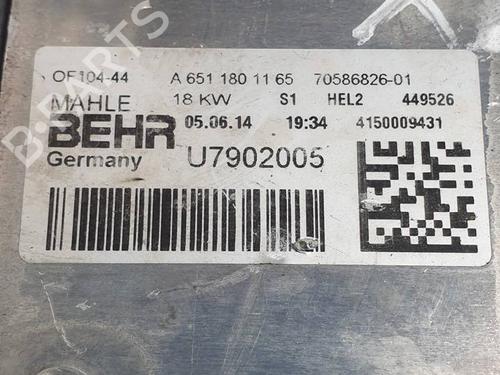 OF104-44 A 651 180 11 65 70586826-01
MAHLE 18 KW S1 HEL2 449526
BEHR 05.06.14 19:34 4150009431
Germany U7902005
B-PARTS